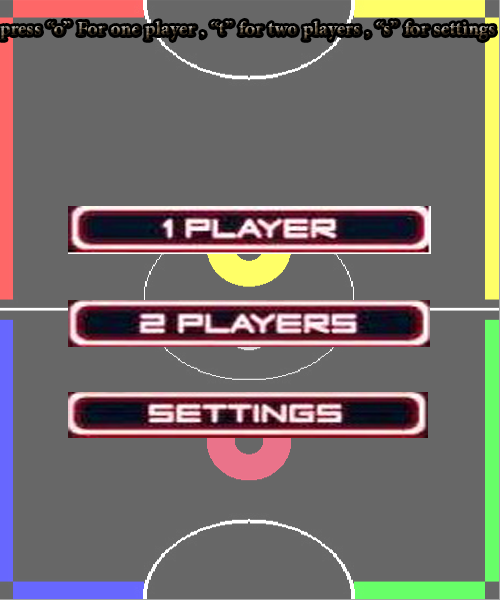 press “o” For one player , “t” for two players , “s” for settings
1 PLAYER
2 PLAYERS
SETTINGS